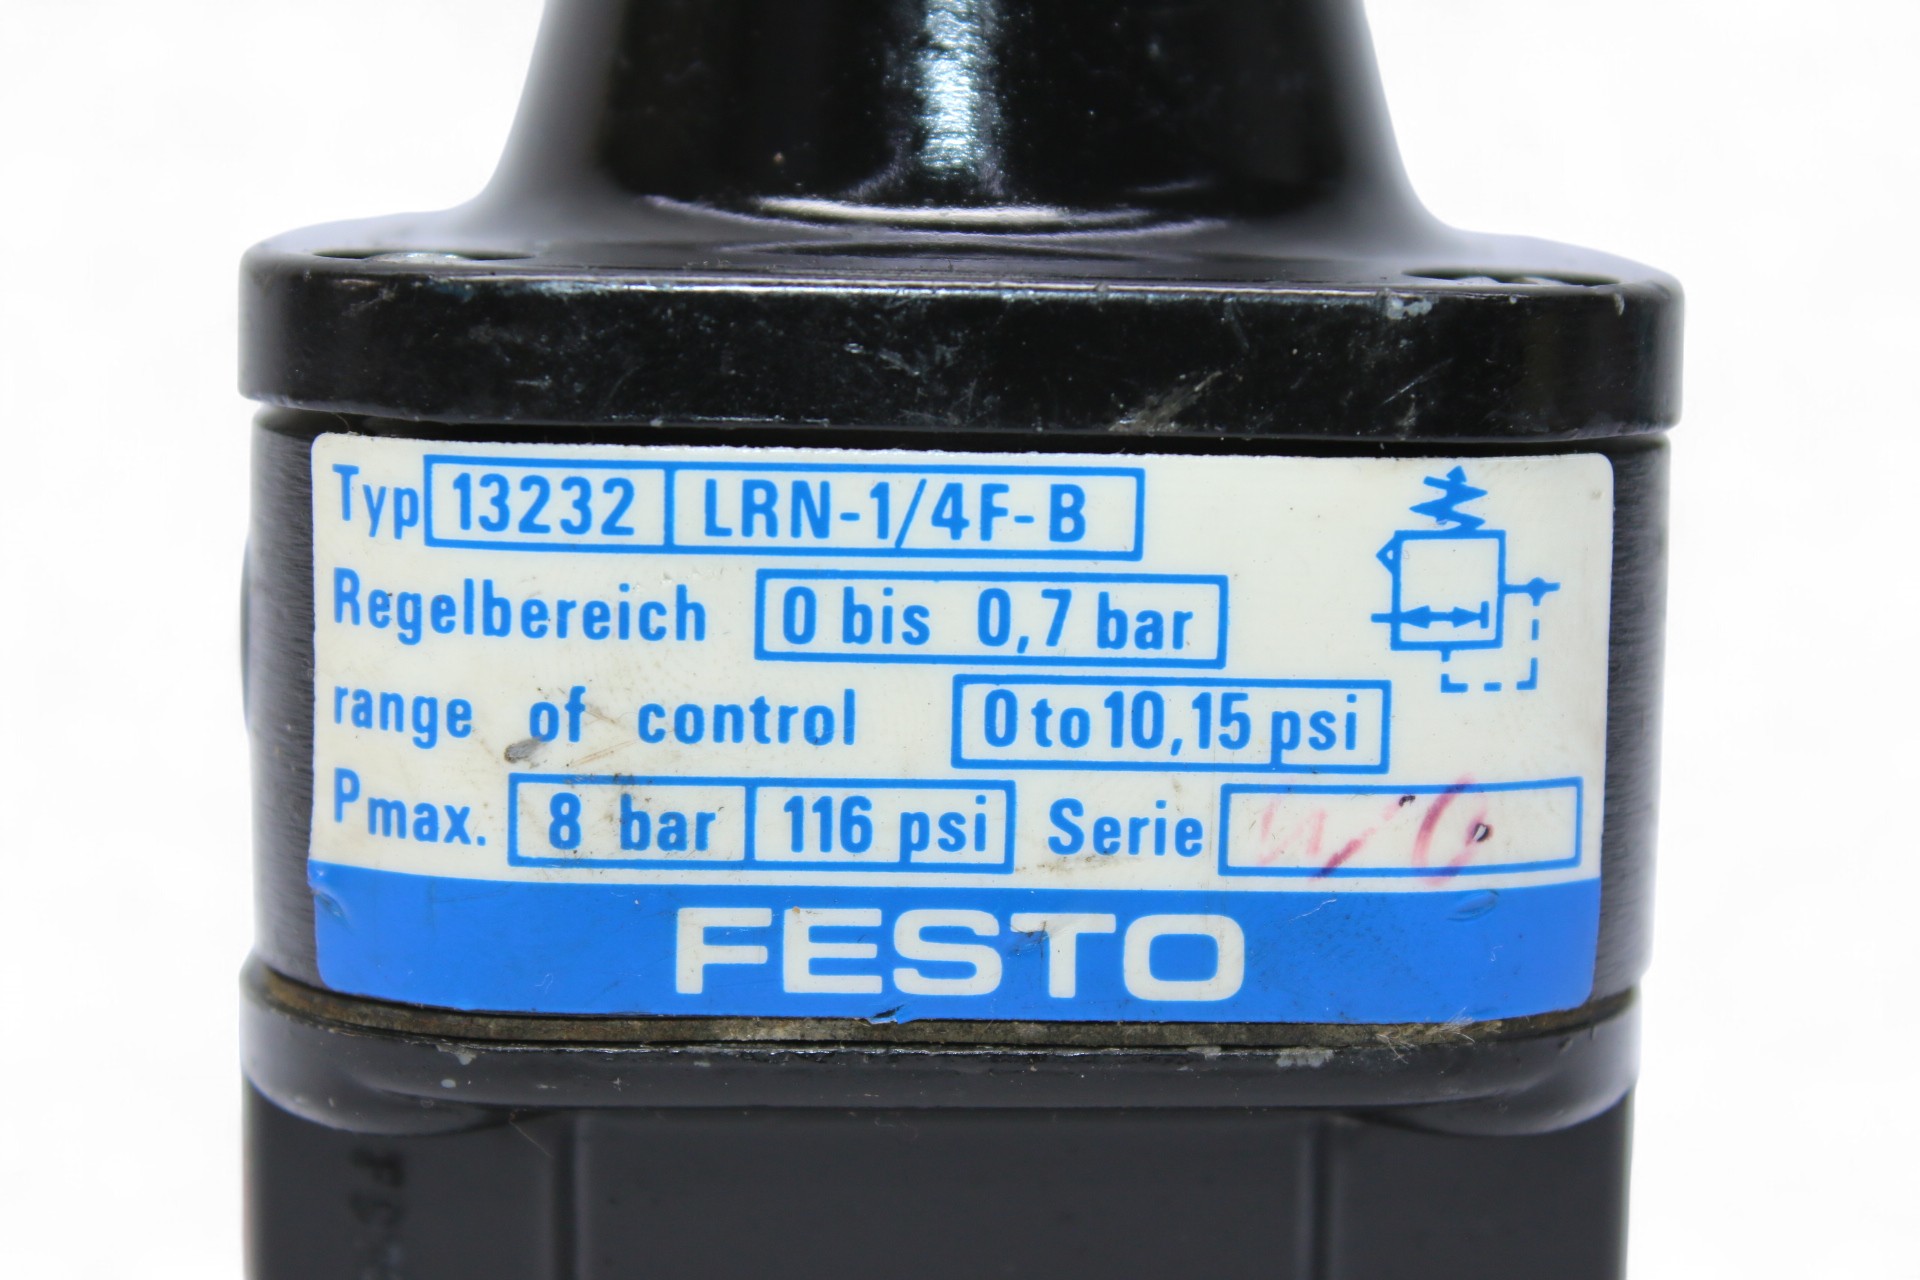 Typ 13232 LRN-1/4F-B
Regelbereich 0 bis 0,7 bar
range of control 0 to 10,15 psi
Pmax. 8 bar 116 psi Serie
FESTO